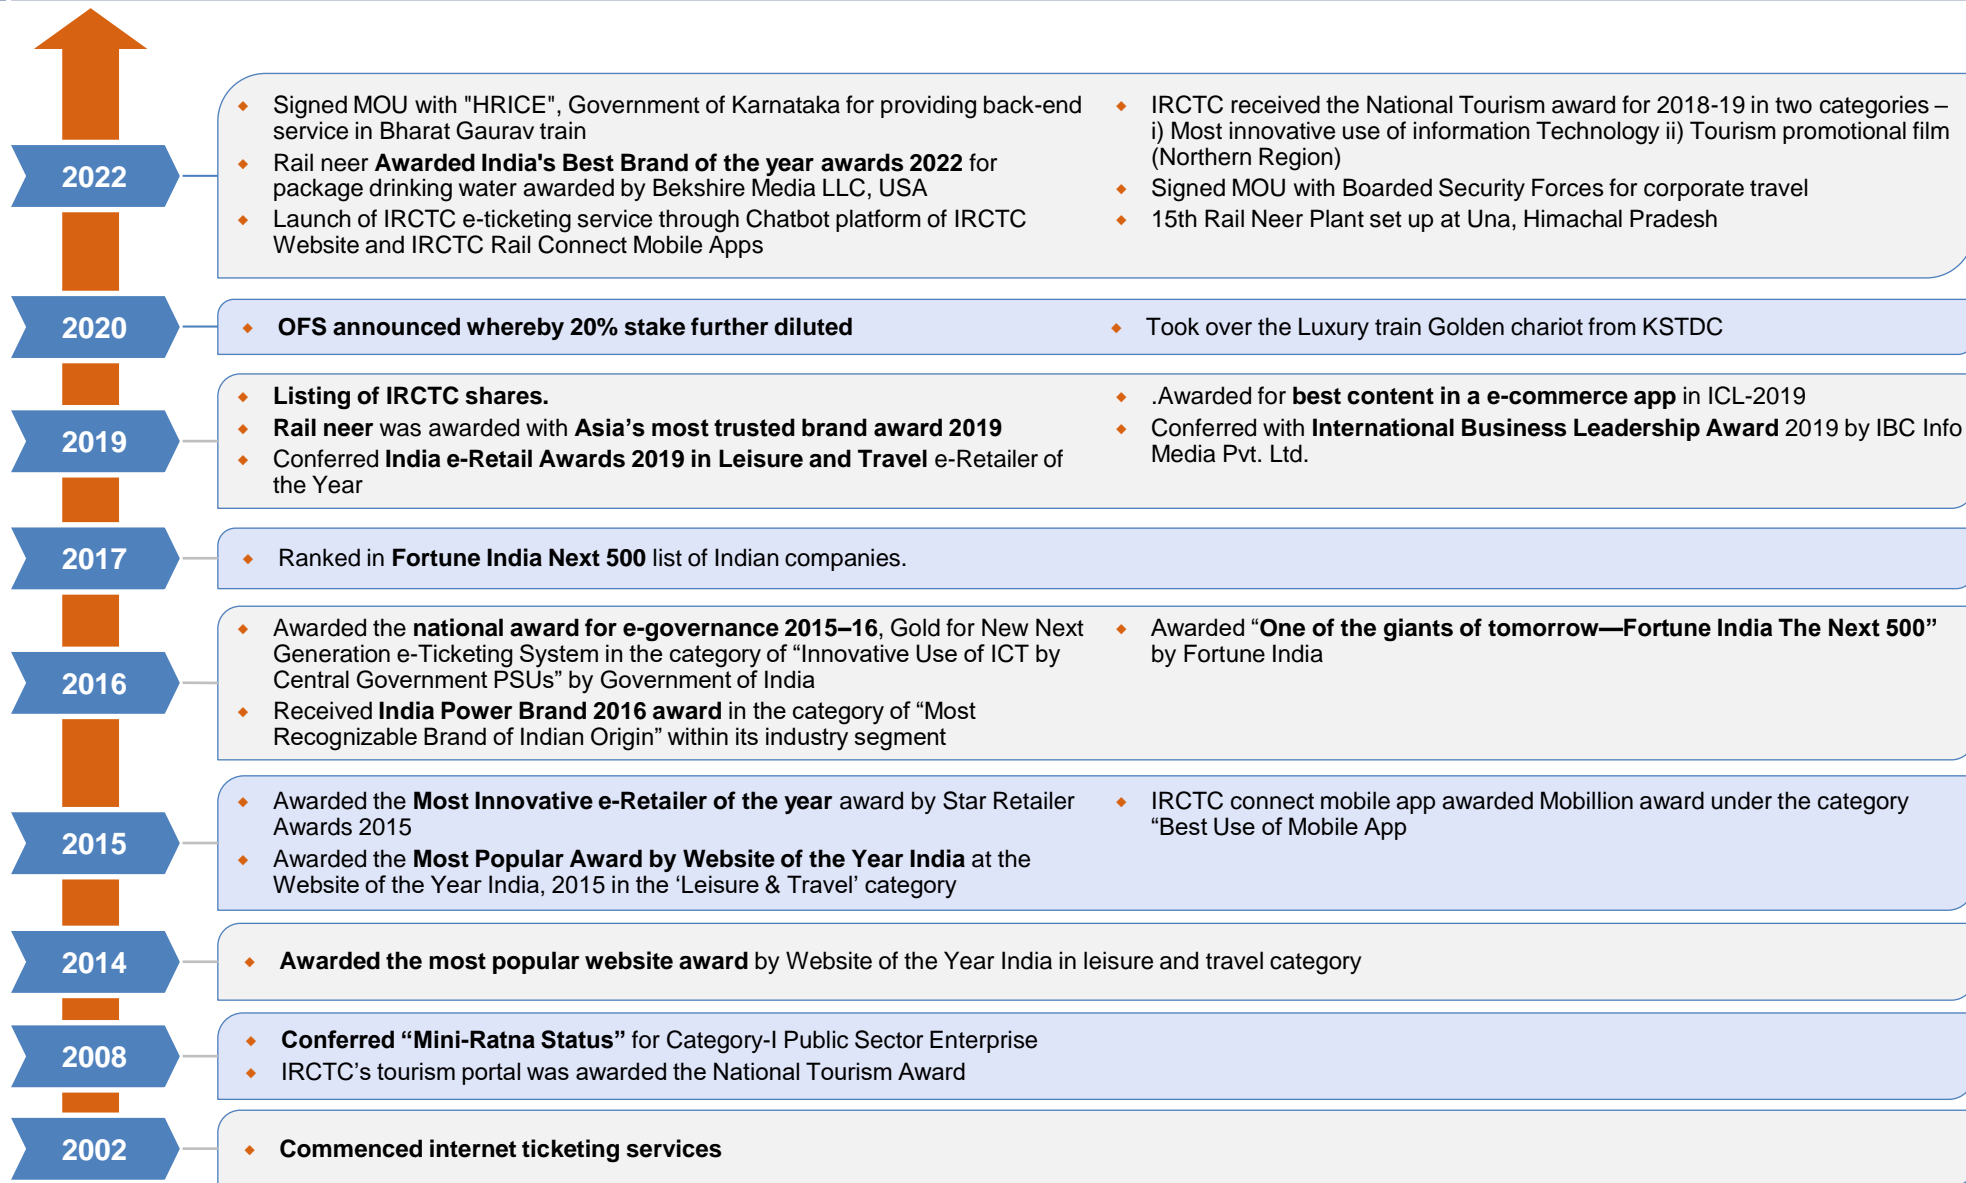 2022
◆ Signed MOU with "HRICE", Government of Karnataka for providing back-end
service in Bharat Gaurav train
◆ Rail neer Awarded India's Best Brand of the year awards 2022 for
package drinking water awarded by Bekshire Media LLC, USA
◆ Launch of IRCTC e-ticketing service through Chatbot platform of IRCTC
Website and IRCTC Rail Connect Mobile Apps
◆ IRCTC received the National Tourism award for 2018-19 in two categories –
i) Most innovative use of information Technology ii) Tourism promotional film
(Northern Region)
◆ Signed MOU with Boarded Security Forces for corporate travel
◆ 15th Rail Neer Plant set up at Una, Himachal Pradesh
2020
◆ OFS announced whereby 20% stake further diluted
◆ Took over the Luxury train Golden chariot from KSTDC
2019
◆ Listing of IRCTC shares.
◆ Rail neer was awarded with Asia’s most trusted brand award 2019
◆ Conferred India e-Retail Awards 2019 in Leisure and Travel e-Retailer of
the Year
◆ .Awarded for best content in a e-commerce app in ICL-2019
◆ Conferred with International Business Leadership Award 2019 by IBC Info
Media Pvt. Ltd.
2017
◆ Ranked in Fortune India Next 500 list of Indian companies.
2016
◆ Awarded the national award for e-governance 2015–16, Gold for New Next
Generation e-Ticketing System in the category of “Innovative Use of ICT by
Central Government PSUs” by Government of India
◆ Received India Power Brand 2016 award in the category of “Most
Recognizable Brand of Indian Origin” within its industry segment
◆ Awarded “One of the giants of tomorrow—Fortune India The Next 500”
by Fortune India
2015
◆ Awarded the Most Innovative e-Retailer of the year award by Star Retailer
Awards 2015
◆ Awarded the Most Popular Award by Website of the Year India at the
Website of the Year India, 2015 in the ‘Leisure & Travel’ category
◆ IRCTC connect mobile app awarded Mobillion award under the category
“Best Use of Mobile App
2014
◆ Awarded the most popular website award by Website of the Year India in leisure and travel category
2008
◆ Conferred “Mini-Ratna Status” for Category-I Public Sector Enterprise
◆ IRCTC’s tourism portal was awarded the National Tourism Award
2002
◆ Commenced internet ticketing services